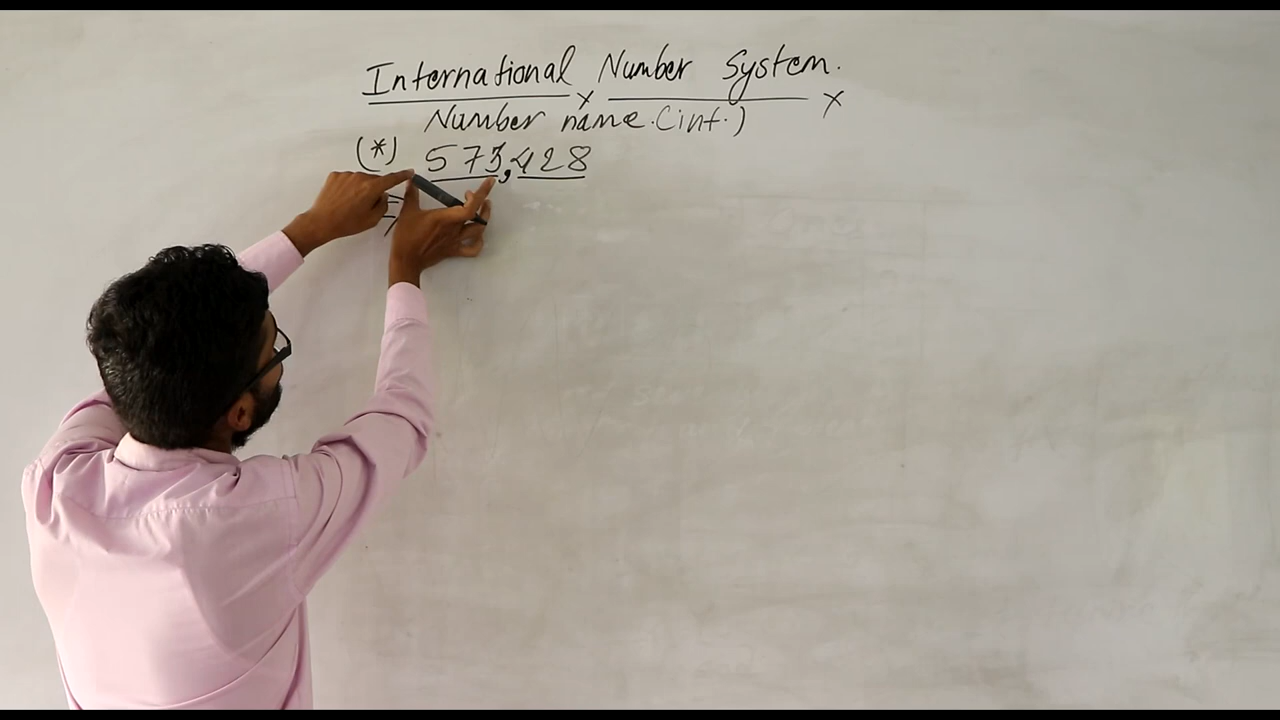 International Number System.
Number name. (int.)
(*) 573,428